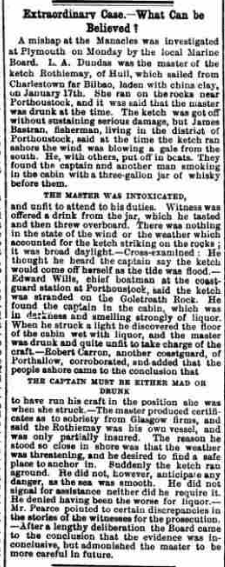 Extraordinary Case.—What Can be
Believed?
A mishap at the Manacles was investigated
at Plymouth on Monday by the local Marine
Board. L. A. Dundas was the master of the
ketch Rothiemay, of Hull, which sailed from
Charlestown for Bilbao, laden with china clay,
on January 17th. She ran on the rocks near
Porthoustock, and it was said that the master
was drunk at the time. The ketch was got off
without sustaining serious damage, but James
Bastran, fisherman, living in the district of
Porthoustock, said at the time the ketch ran
ashore the wind was blowing a gale from the
south. He, with others, put off in boats. They
found the captain and another man smoking
in the cabin with a three-gallon jar of whisky
before them.
THE MASTER WAS INTOXICATED,
and unfit to attend to his duties. Witness was
offered a drink from the jar, which he tasted
and then threw overboard. There was nothing
in the state of the wind or the weather which
accounted for the ketch striking on the rocks;
it was broad daylight.—Cross-examined: He
thought he heard the captain say the ketch
would come off herself as the tide was flood.—
Edward Wills, chief boatman at the coast-
guard station at Porthoustock, said the ketch
was stranded on the Goletroath Rock. He
found the captain in the cabin, which was
in darkness and smelling strongly of liquor.
When he struck a light he discovered the floor
of the cabin wet with liquor, and the master
was drunk and quite unfit to take charge of the
craft.—Robert Carron, another coastguard, of
Porthallow, corroborated, and added that the
people ashore came to the conclusion that
THE CAPTAIN MUST BE EITHER MAD OR
DRUNK
to have run his craft in the position she was
when she struck.—The master produced certifi-
cates as to sobriety from Glasgow firms, and
said the Rothiemay was his own vessel, and
was only partially insured. The reason he
stood so close in shore was that the weather
was threatening, and he desired to find a safe
place to anchor in. Suddenly the ketch ran
aground. He did not, however, anticipate any
danger, as the sea was smooth. He did not
signal for assistance neither did he require it.
He denied having been the worse for liquor.—
Mr. Pearce pointed to certain discrepancies in
the stories of the witnesses for the prosecution.
—After a lengthy deliberation the Board came
to the conclusion that the evidence was in-
conclusive, but admonished the master to be
more careful in future.